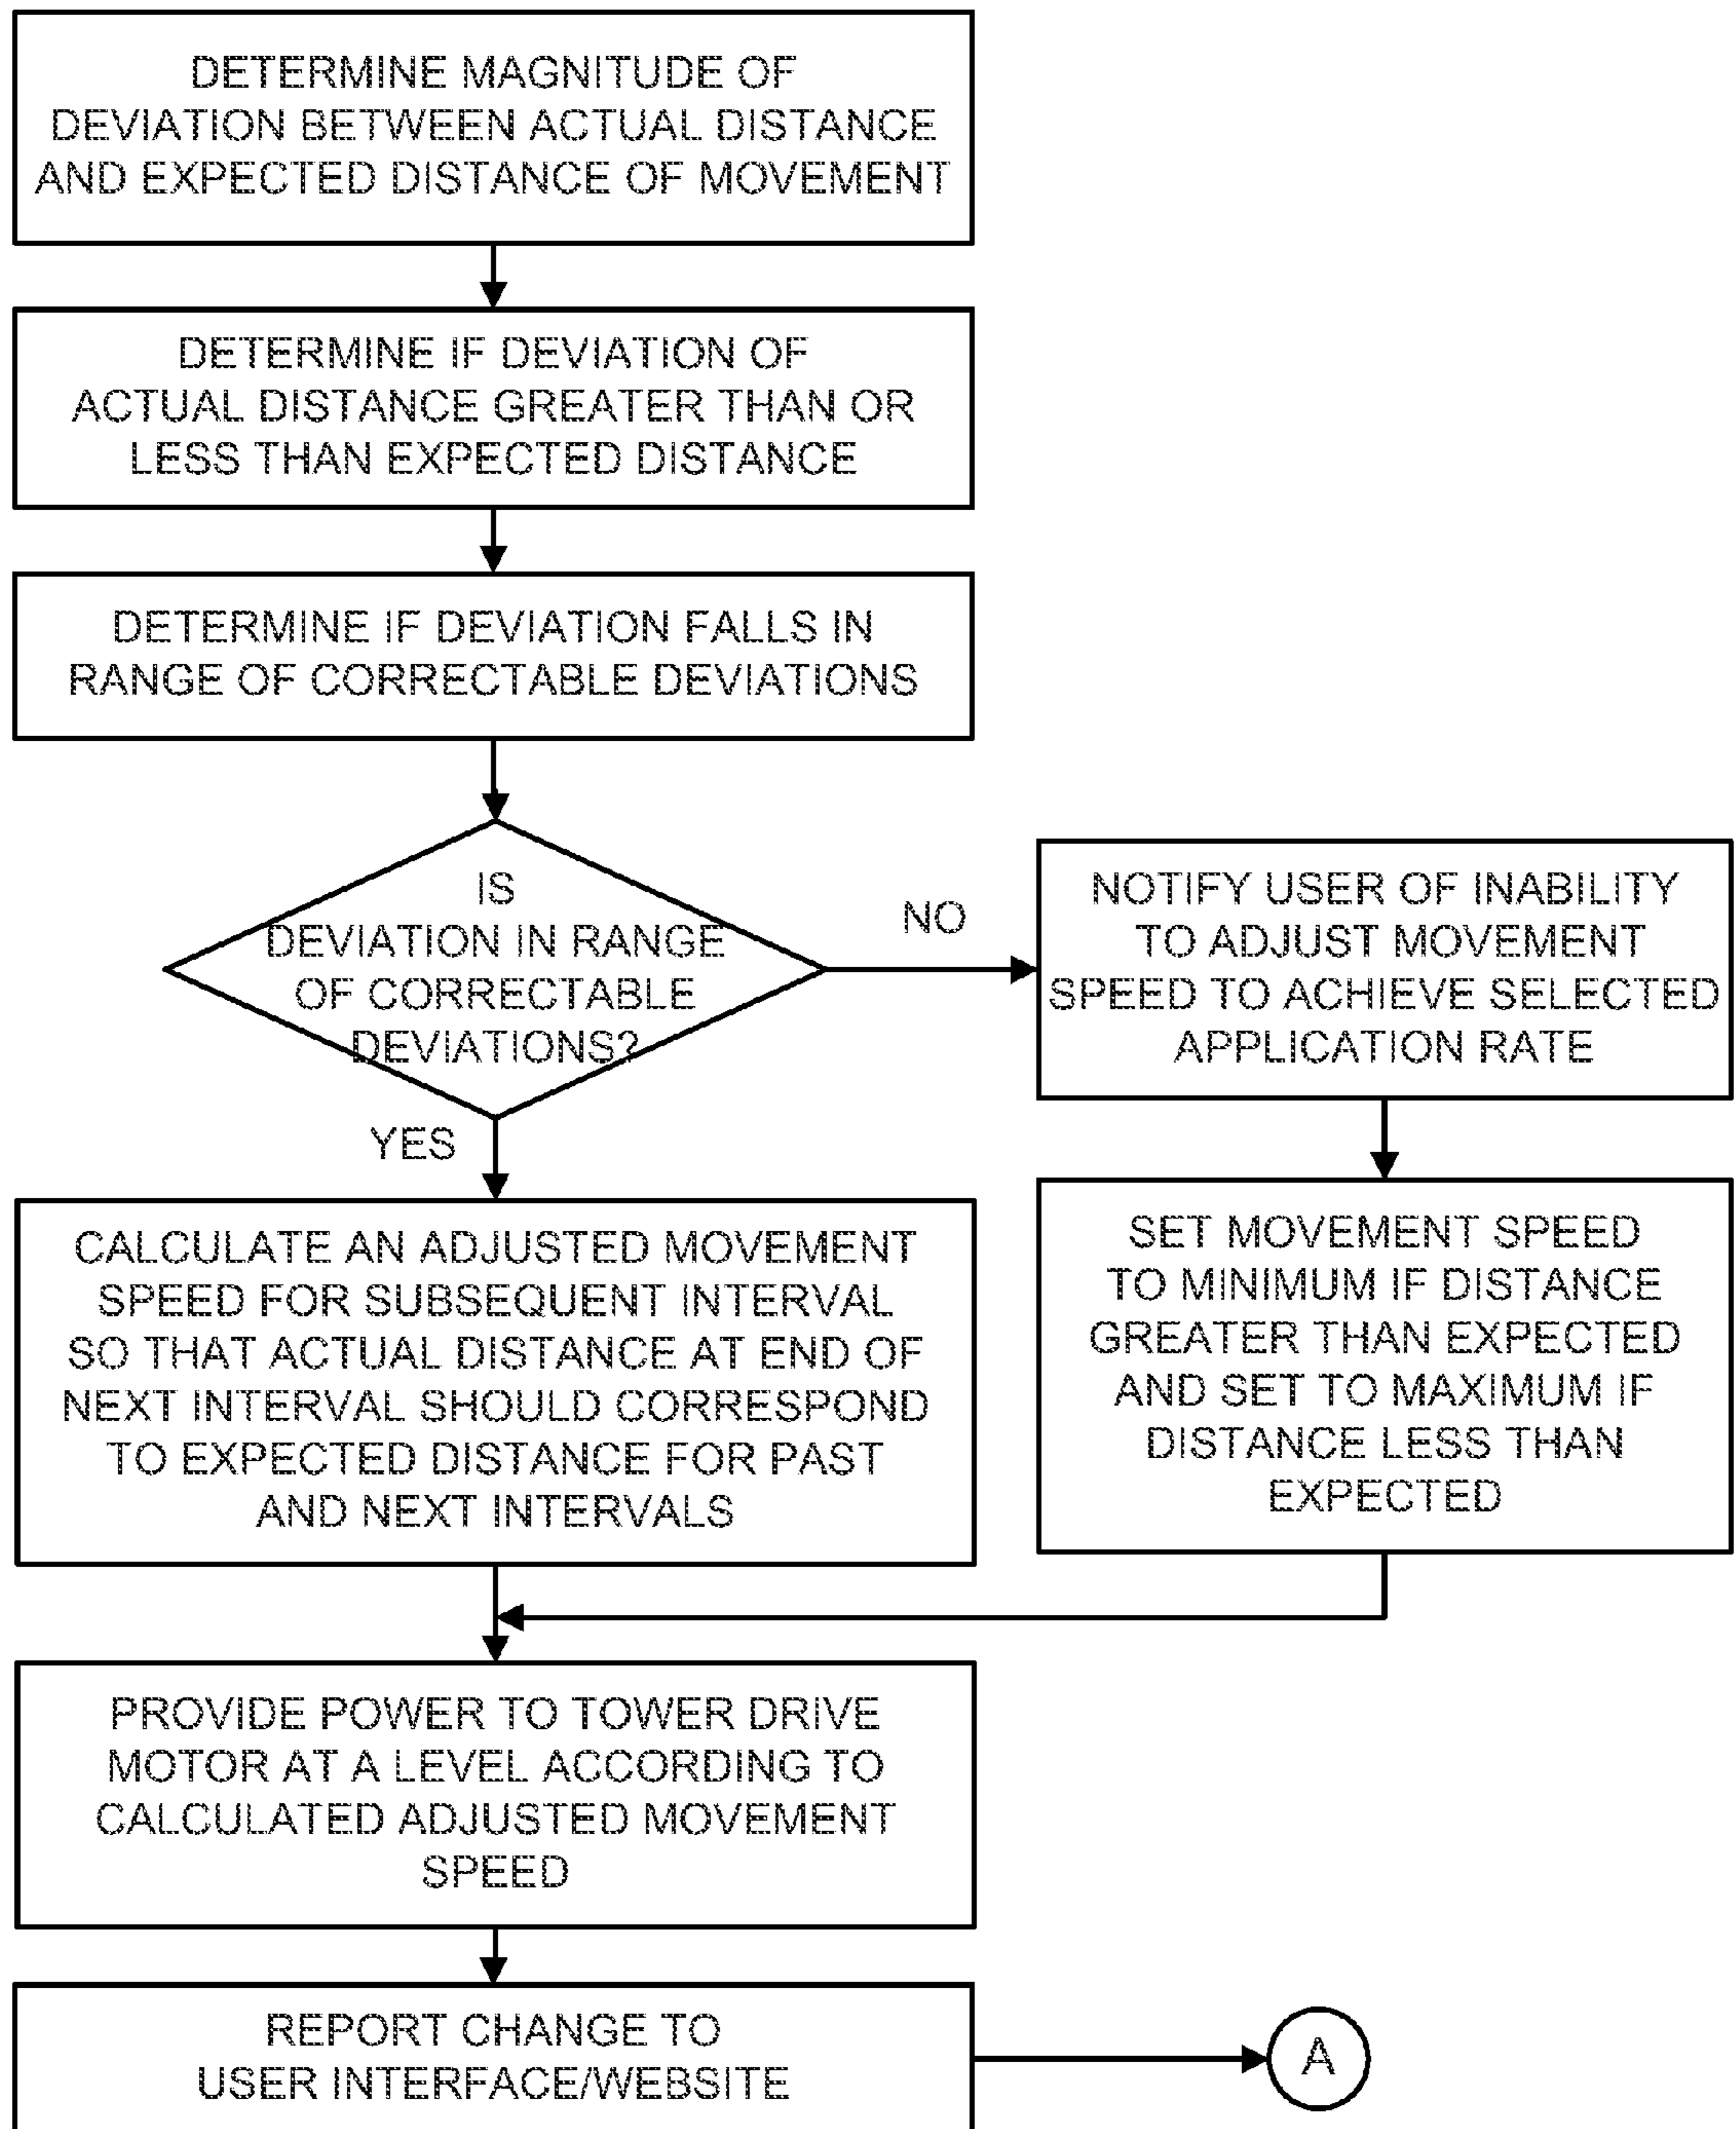 DETERMINE MAGNITUDE OF
DEVIATION BETWEEN ACTUAL DISTANCE
AND EXPECTED DISTANCE OF MOVEMENT
DETERMINE IF DEVIATION OF
ACTUAL DISTANCE GREATER THAN OR
LESS THAN EXPECTED DISTANCE
DETERMINE IF DEVIATION FALLS IN
RANGE OF CORRECTABLE DEVIATIONS
IS
DEVIATION IN RANGE
OF CORRECTABLE
DEVIATIONS?
NO
NOTIFY USER OF INABILITY
TO ADJUST MOVEMENT
SPEED TO ACHIEVE SELECTED
APPLICATION RATE
YES
CALCULATE AN ADJUSTED MOVEMENT
SPEED FOR SUBSEQUENT INTERVAL
SO THAT ACTUAL DISTANCE AT END OF
NEXT INTERVAL SHOULD CORRESPOND
TO EXPECTED DISTANCE FOR PAST
AND NEXT INTERVALS
SET MOVEMENT SPEED
TO MINIMUM IF DISTANCE
GREATER THAN EXPECTED
AND SET TO MAXIMUM IF
DISTANCE LESS THAN
EXPECTED
PROVIDE POWER TO TOWER DRIVE
MOTOR AT A LEVEL ACCORDING TO
CALCULATED ADJUSTED MOVEMENT
SPEED
REPORT CHANGE TO
USER INTERFACE/WEBSITE
A